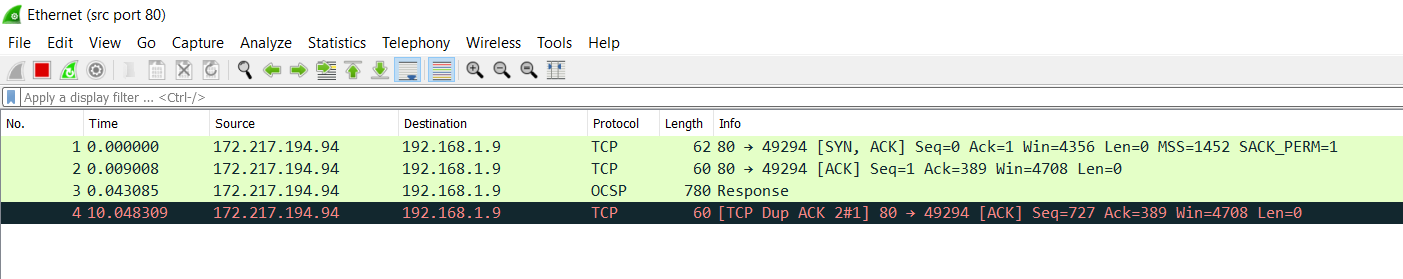 Ethernet (src port 80)
File Edit View Go Capture Analyze Statistics Telephony Wireless Tools Help
Apply a display filter ... <Ctrl-/>
No. Time Source Destination Protocol Length Info
1 0.000000 172.217.194.94 192.168.1.9 TCP 62 80 → 49294 [SYN, ACK] Seq=0 Ack=1 Win=4356 Len=0 MSS=1452 SACK_PERM=1
2 0.009008 172.217.194.94 192.168.1.9 TCP 60 80 → 49294 [ACK] Seq=1 Ack=389 Win=4708 Len=0
3 0.043085 172.217.194.94 192.168.1.9 OCSP 780 Response
4 10.048309 172.217.194.94 192.168.1.9 TCP 60 [TCP Dup ACK 2#1] 80 → 49294 [ACK] Seq=727 Ack=389 Win=4708 Len=0